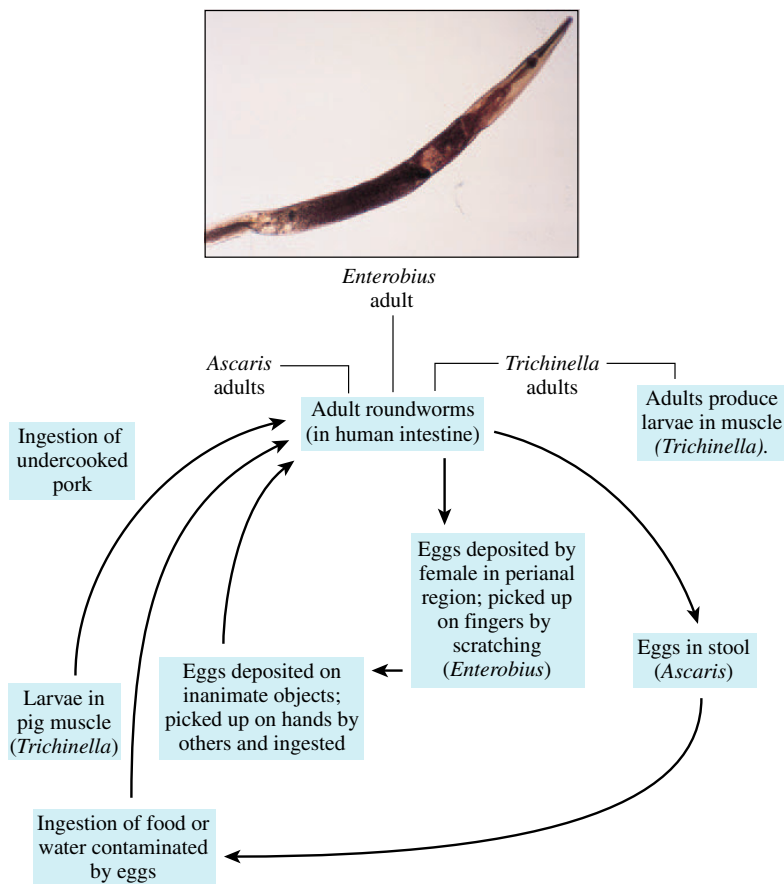 Enterobius
adult
Ascaris
adults
Trichinella
adults
Adult roundworms
(in human intestine)
Adults produce
larvae in muscle
(Trichinella).
Ingestion of
undercooked
pork
Eggs deposited by
female in perianal
region; picked up
on fingers by
scratching
(Enterobius)
Eggs in stool
(Ascaris)
Eggs deposited on
inanimate objects;
picked up on hands by
others and ingested
Larvae in
pig muscle
(Trichinella)
Ingestion of food or
water contaminated
by eggs